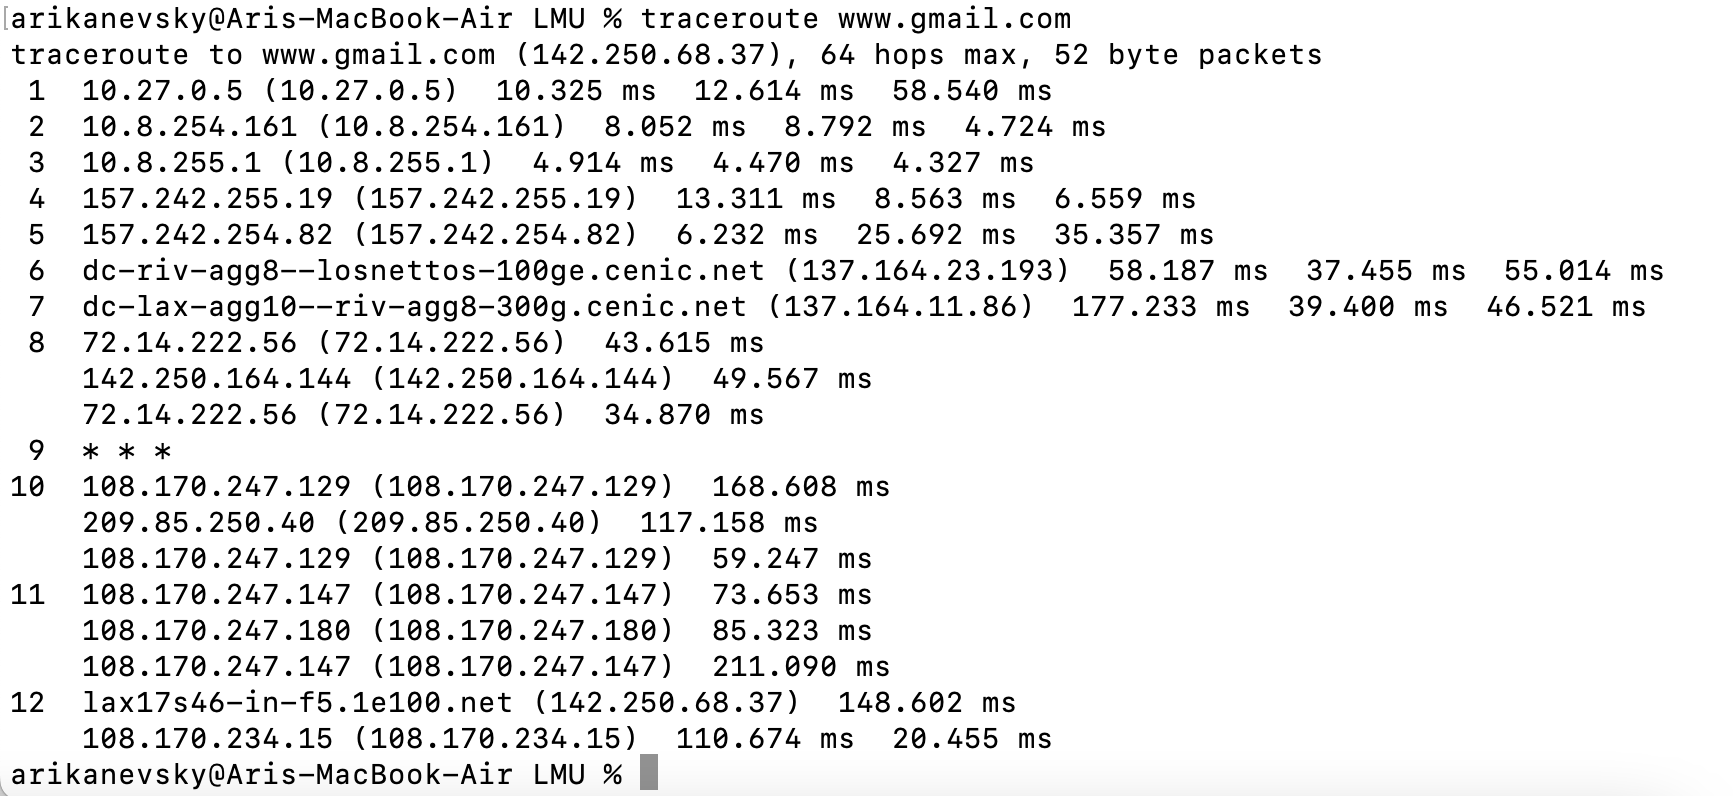 arikanevsky@Aris-MacBook-Air LMU % traceroute www.gmail.com
traceroute to www.gmail.com (142.250.68.37), 64 hops max, 52 byte packets
 1  10.27.0.5 (10.27.0.5)  10.325 ms  12.614 ms  58.540 ms
 2  10.8.254.161 (10.8.254.161)  8.052 ms  8.792 ms  4.724 ms
 3  10.8.255.1 (10.8.255.1)  4.914 ms  4.470 ms  4.327 ms
 4  157.242.255.19 (157.242.255.19)  13.311 ms  8.563 ms  6.559 ms
 5  157.242.254.82 (157.242.254.82)  6.232 ms  25.692 ms  35.357 ms
 6  dc-riv-agg8--losnettos-100ge.cenic.net (137.164.23.193)  58.187 ms  37.455 ms  55.014 ms
 7  dc-lax-agg10--riv-agg8-300g.cenic.net (137.164.11.86)  177.233 ms  39.400 ms  46.521 ms
 8  72.14.222.56 (72.14.222.56)  43.615 ms
    142.250.164.144 (142.250.164.144)  49.567 ms
    72.14.222.56 (72.14.222.56)  34.870 ms
 9  * * *
10  108.170.247.129 (108.170.247.129)  168.608 ms
    209.85.250.40 (209.85.250.40)  117.158 ms
    108.170.247.129 (108.170.247.129)  59.247 ms
11  108.170.247.147 (108.170.247.147)  73.653 ms
    108.170.247.180 (108.170.247.180)  85.323 ms
    108.170.247.147 (108.170.247.147)  211.090 ms
12  lax17s46-in-f5.1e100.net (142.250.68.37)  148.602 ms
    108.170.234.15 (108.170.234.15)  110.674 ms  20.455 ms
arikanevsky@Aris-MacBook-Air LMU %